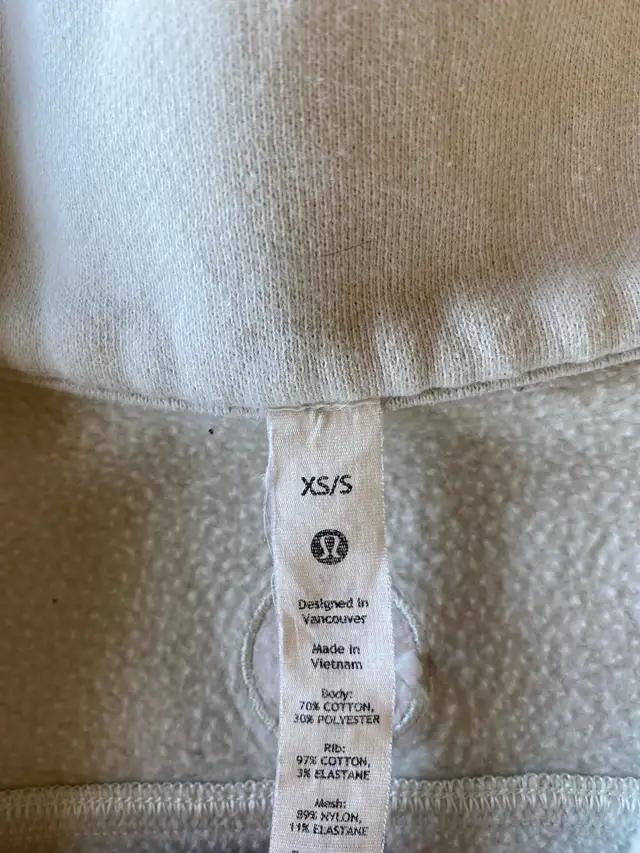 XS/S
Designed in
Vancouver
Made in
Vietnam
Body:
70% COTTON,
30% POLYESTER
Rib:
97% COTTON,
3% ELASTANE
Mesh:
89% NYLON,
11% ELASTANE